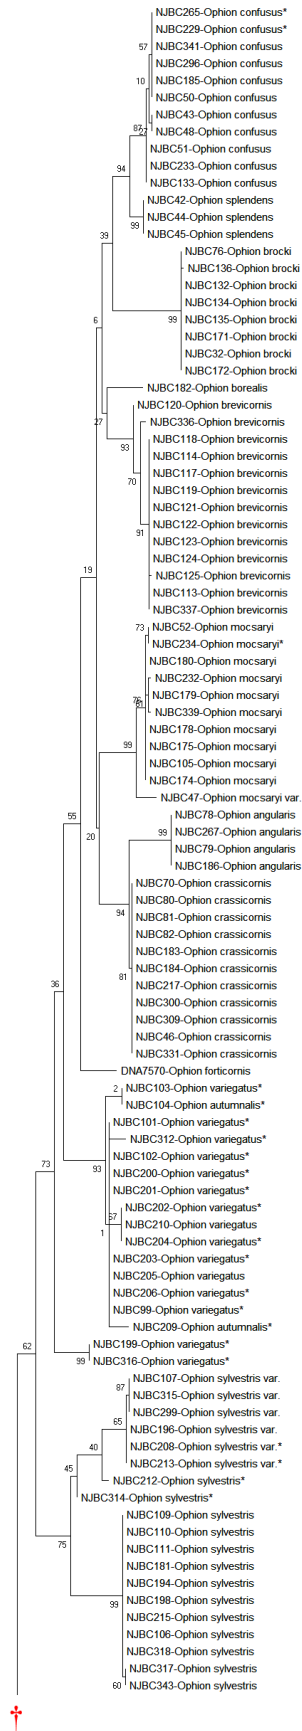 NJBC265-Ophion confusus*
NJBC229-Ophion confusus*
57
NJBC341-Ophion confusus
NJBC296-Ophion confusus
10
NJBC185-Ophion confusus
NJBC50-Ophion confusus
NJBC43-Ophion confusus
87
NJBC48-Ophion confusus
NJBC51-Ophion confusus
94
NJBC233-Ophion confusus
NJBC133-Ophion confusus
NJBC42-Ophion splendens
NJBC44-Ophion splendens
99
NJBC45-Ophion splendens
39
NJBC76-Ophion brocki
NJBC136-Ophion brocki
NJBC132-Ophion brocki
NJBC134-Ophion brocki
99
NJBC135-Ophion brocki
6
NJBC171-Ophion brocki
NJBC32-Ophion brocki
NJBC172-Ophion brocki
NJBC182-Ophion borealis
NJBC120-Ophion brevicornis
27
NJBC336-Ophion brevicornis
NJBC118-Ophion brevicornis
93
NJBC114-Ophion brevicornis
NJBC117-Ophion brevicornis
70
NJBC119-Ophion brevicornis
NJBC121-Ophion brevicornis
NJBC122-Ophion brevicornis
91
NJBC123-Ophion brevicornis
NJBC124-Ophion brevicornis
19
NJBC125-Ophion brevicornis
NJBC113-Ophion brevicornis
NJBC337-Ophion brevicornis
73
NJBC52-Ophion mocsaryi
NJBC234-Ophion mocsaryi*
NJBC180-Ophion mocsaryi
NJBC232-Ophion mocsaryi
NJBC179-Ophion mocsaryi
NJBC339-Ophion mocsaryi
NJBC178-Ophion mocsaryi
99
NJBC175-Ophion mocsaryi
NJBC105-Ophion mocsaryi
NJBC174-Ophion mocsaryi
NJBC47-Ophion mocsaryi var.
55
NJBC78-Ophion angularis
20
99
NJBC267-Ophion angularis
NJBC79-Ophion angularis
NJBC186-Ophion angularis
NJBC70-Ophion crassicornis
NJBC80-Ophion crassicornis
94
NJBC81-Ophion crassicornis
NJBC82-Ophion crassicornis
NJBC183-Ophion crassicornis
81
NJBC184-Ophion crassicornis
36
NJBC217-Ophion crassicornis
NJBC300-Ophion crassicornis
NJBC309-Ophion crassicornis
NJBC46-Ophion crassicornis
NJBC331-Ophion crassicornis
DNA7570-Ophion forticornis
2
NJBC103-Ophion variegatus*
NJBC104-Ophion autumnalis*
NJBC101-Ophion variegatus*
NJBC312-Ophion variegatus*
NJBC102-Ophion variegatus*
73
93
NJBC200-Ophion variegatus*
NJBC201-Ophion variegatus*
NJBC202-Ophion variegatus*
57
NJBC210-Ophion variegatus
1
NJBC204-Ophion variegatus*
NJBC203-Ophion variegatus*
NJBC205-Ophion variegatus
NJBC206-Ophion variegatus*
NJBC99-Ophion variegatus*
NJBC209-Ophion autumnalis*
62
NJBC199-Ophion variegatus*
99
NJBC316-Ophion variegatus*
NJBC107-Ophion sylvestris var.
87
NJBC315-Ophion sylvestris var.
NJBC299-Ophion sylvestris var.
65
NJBC196-Ophion sylvestris var.
40
NJBC208-Ophion sylvestris var.*
NJBC213-Ophion sylvestris var.*
45
NJBC212-Ophion sylvestris*
NJBC314-Ophion sylvestris*
NJBC109-Ophion sylvestris
NJBC110-Ophion sylvestris
75
NJBC111-Ophion sylvestris
NJBC181-Ophion sylvestris
NJBC194-Ophion sylvestris
99
NJBC198-Ophion sylvestris
NJBC215-Ophion sylvestris
NJBC106-Ophion sylvestris
NJBC318-Ophion sylvestris
NJBC317-Ophion sylvestris
60
NJBC343-Ophion sylvestris
†